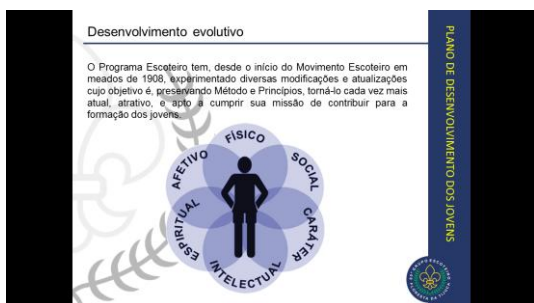 Desenvolvimento evolutivo
O Programa Escoteiro tem, desde o início do Movimento Escoteiro em
meados de 1908, experimentado diversas modificações e atualizações
cujo objetivo é, preservando Método e Princípios, torná-lo cada vez mais
atual, atrativo, e apto a cumprir sua missão de contribuir para a
formação dos jovens.
FÍSICO
SOCIAL
CARÁTER
INTELECTUAL
ESPIRITUAL
AFETIVO
PLANO DE DESENVOLVIMENTO DOS JOVENS
GRUPO ESCOTEIRO